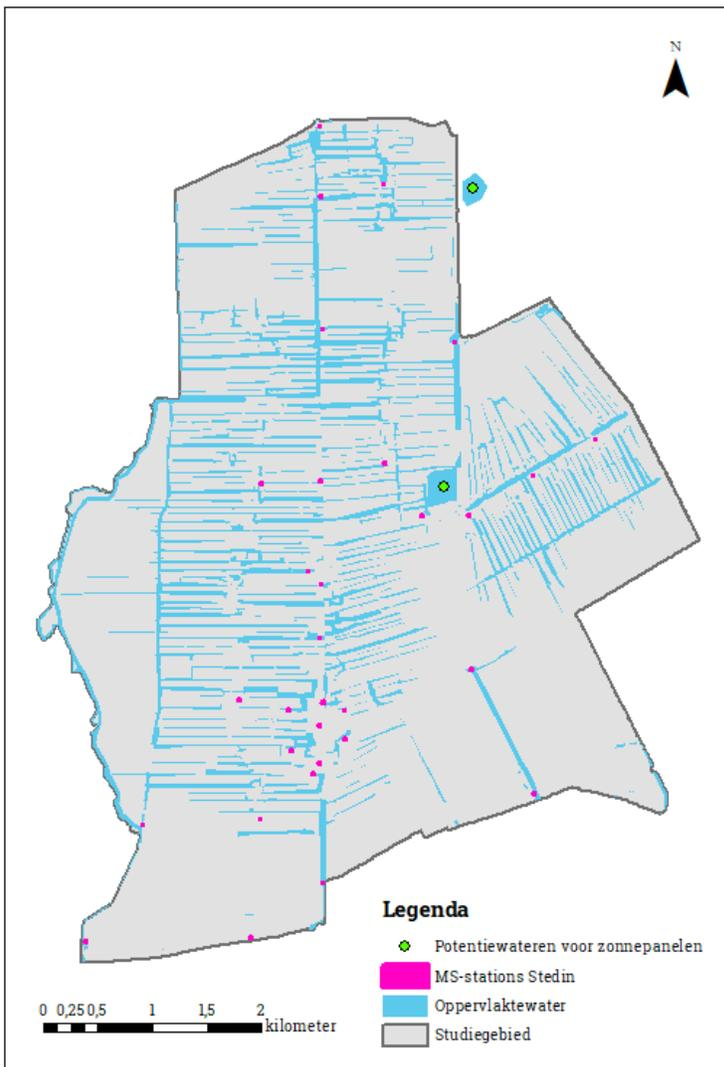 N
Legenda
Potentiewateren voor zonnepanelen
MS-stations Stedin
Oppervlaktewater
Studiegebied
0 0,25 0,5 1 1,5 2
kilometer